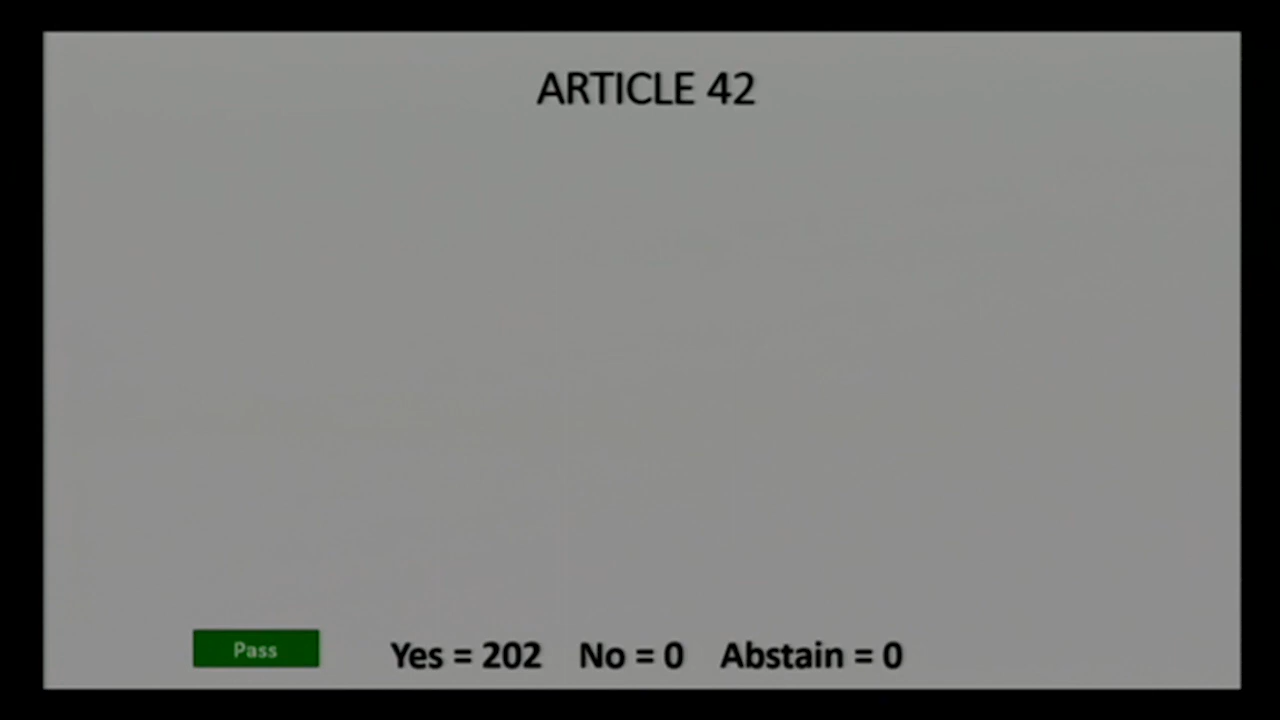 ARTICLE 42
Pass Yes = 202 No = 0 Abstain = 0